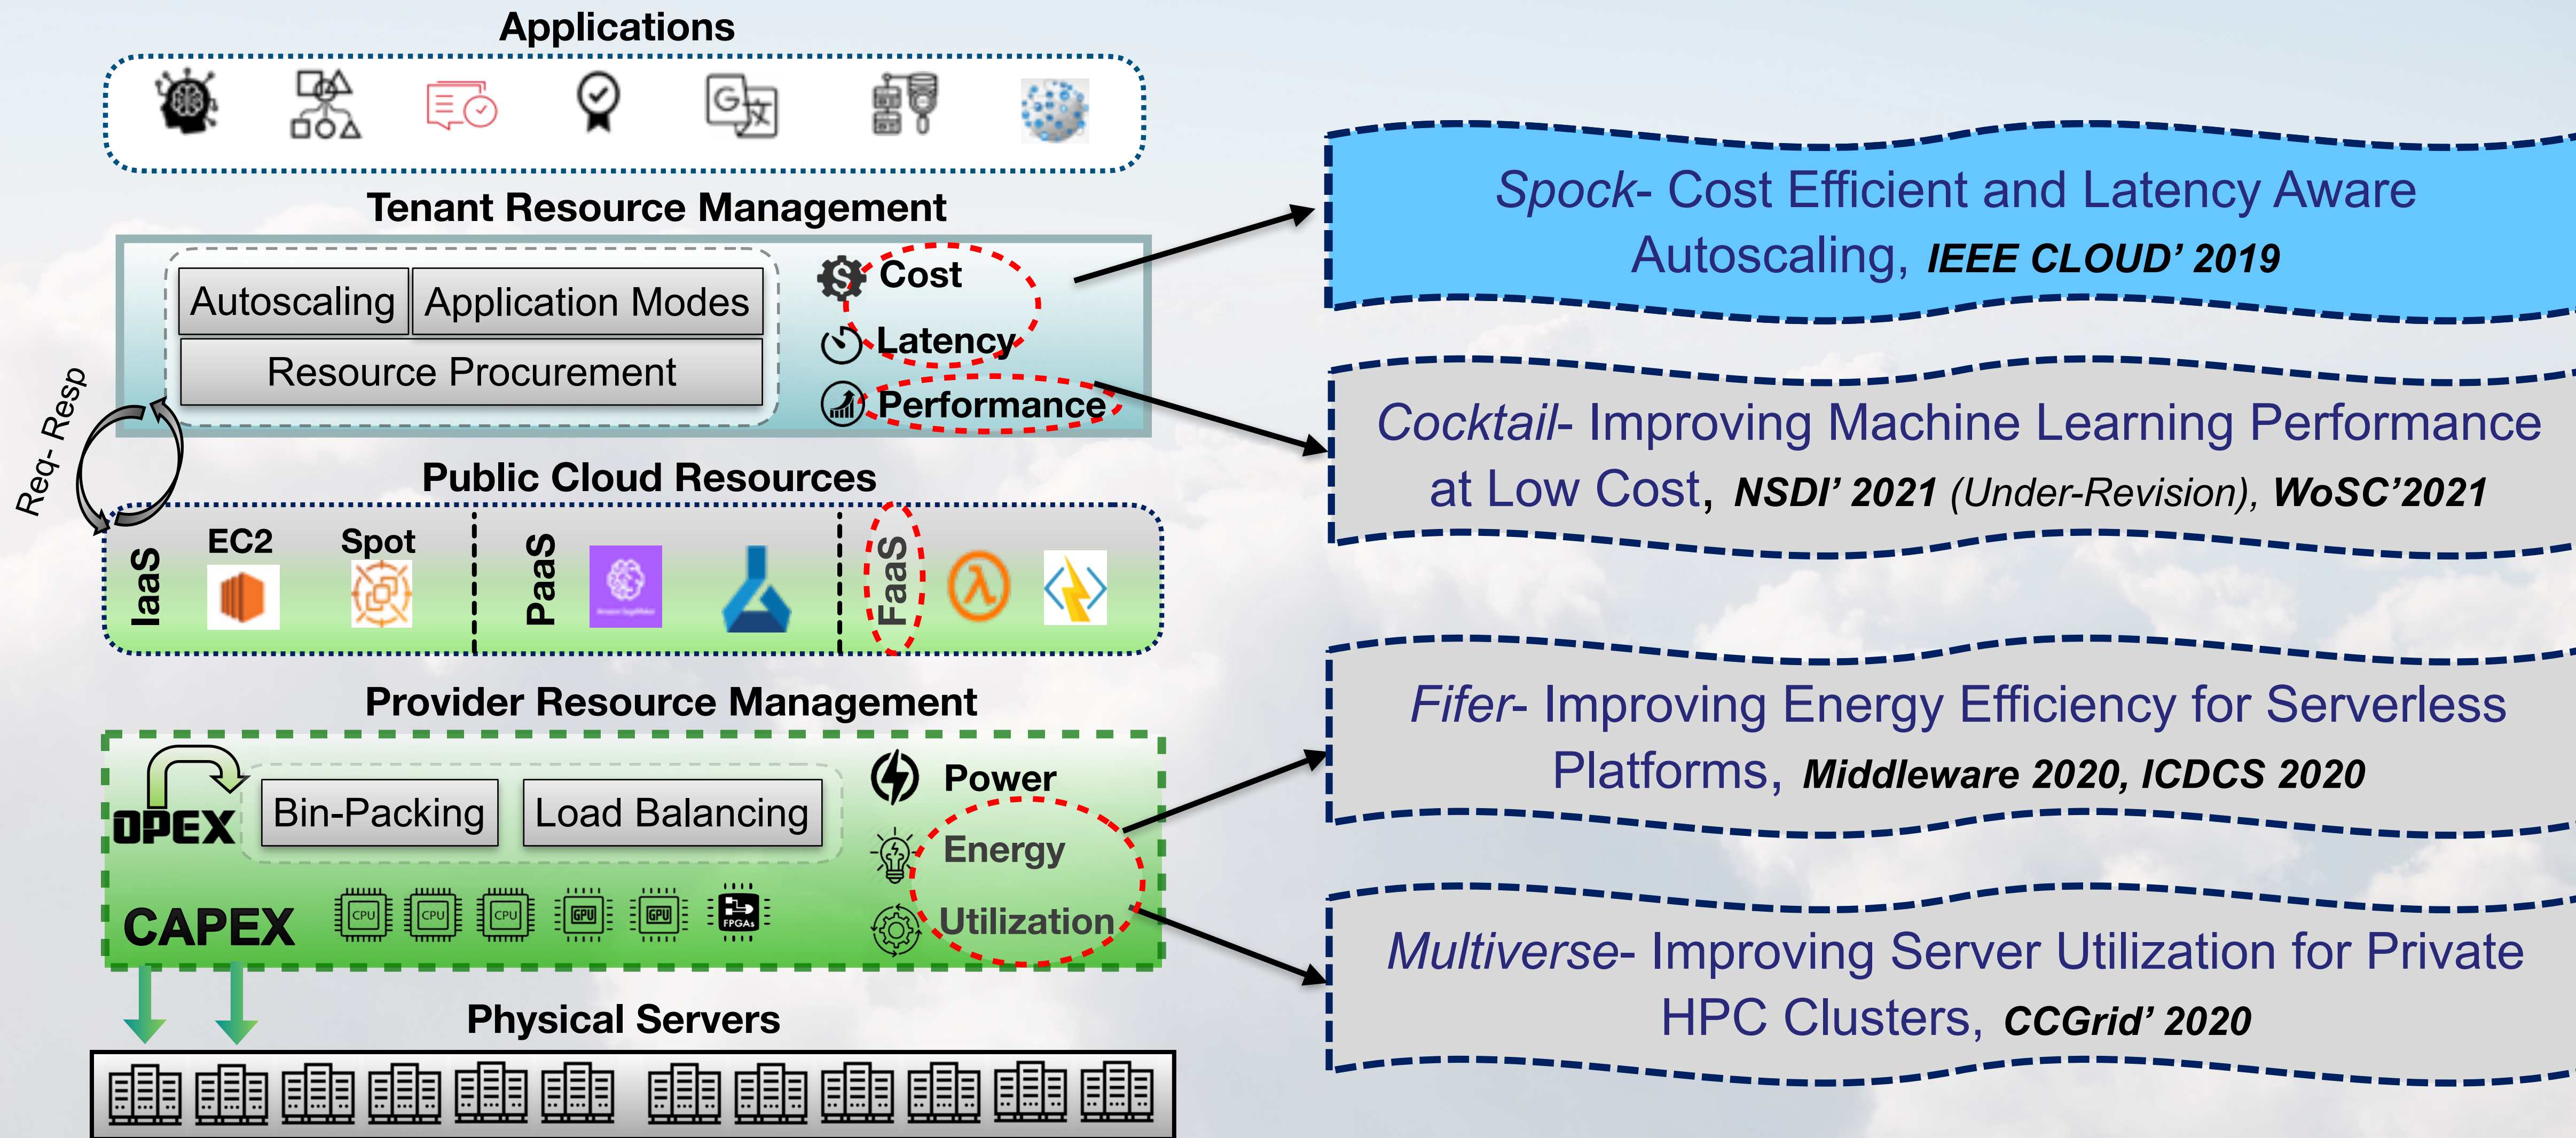 Applications
Tenant Resource Management
Autoscaling
Application Modes
Resource Procurement
Cost
Latency
Performance
Req- Resp
Public Cloud Resources
IaaS
EC2
Spot
PaaS
Amazon SageMaker
FaaS
λ
Provider Resource Management
OPEX
Bin-Packing
Load Balancing
Power
Energy
Utilization
CAPEX
CPU
CPU
CPU
GPU
GPU
FPGAs
Physical Servers
Spock- Cost Efficient and Latency Aware
Autoscaling, IEEE CLOUD' 2019
Cocktail- Improving Machine Learning Performance
at Low Cost, NSDI' 2021 (Under-Revision), WoSC'2021
Fifer- Improving Energy Efficiency for Serverless
Platforms, Middleware 2020, ICDCS 2020
Multiverse- Improving Server Utilization for Private
HPC Clusters, CCGrid' 2020